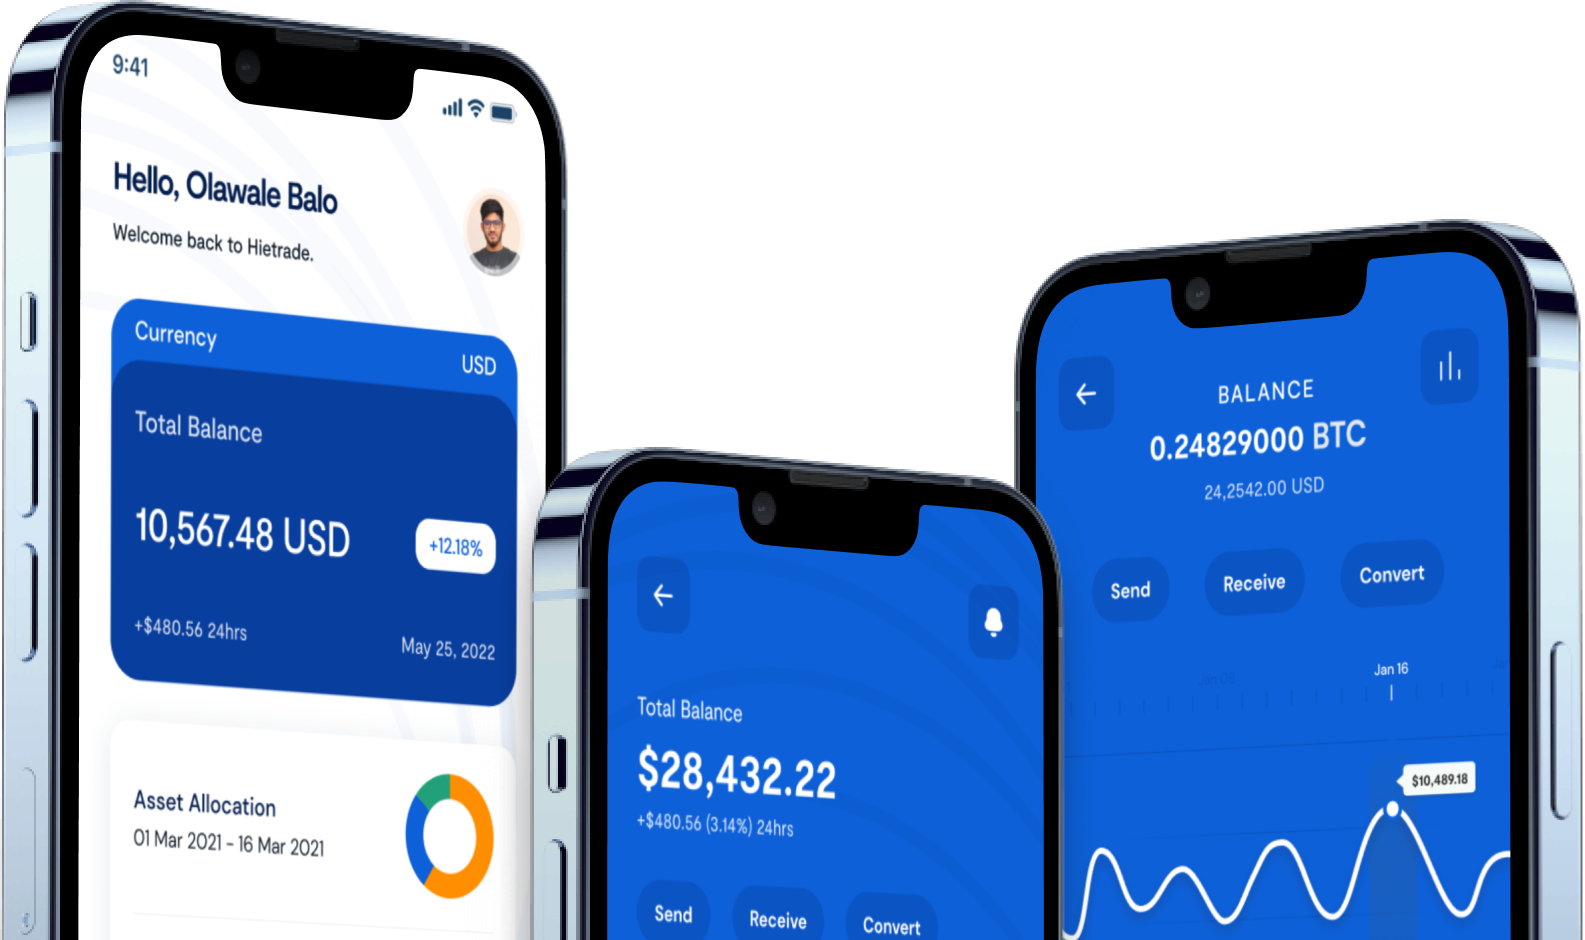 9:41
Hello, Olawale Balo
Welcome back to Hietrade.
Currency
USD
Total Balance
10,567.48 USD
+12.18%
+$480.56 24hrs
May 25, 2022
Asset Allocation
01 Mar 2021 - 16 Mar 2021
Total Balance
$28,432.22
+$480.56 (3.14%) 24hrs
Send
Receive
Convert
BALANCE
0.24829000 BTC
24,2542.00 USD
Send
Receive
Convert
Jan 16
$10,489.18